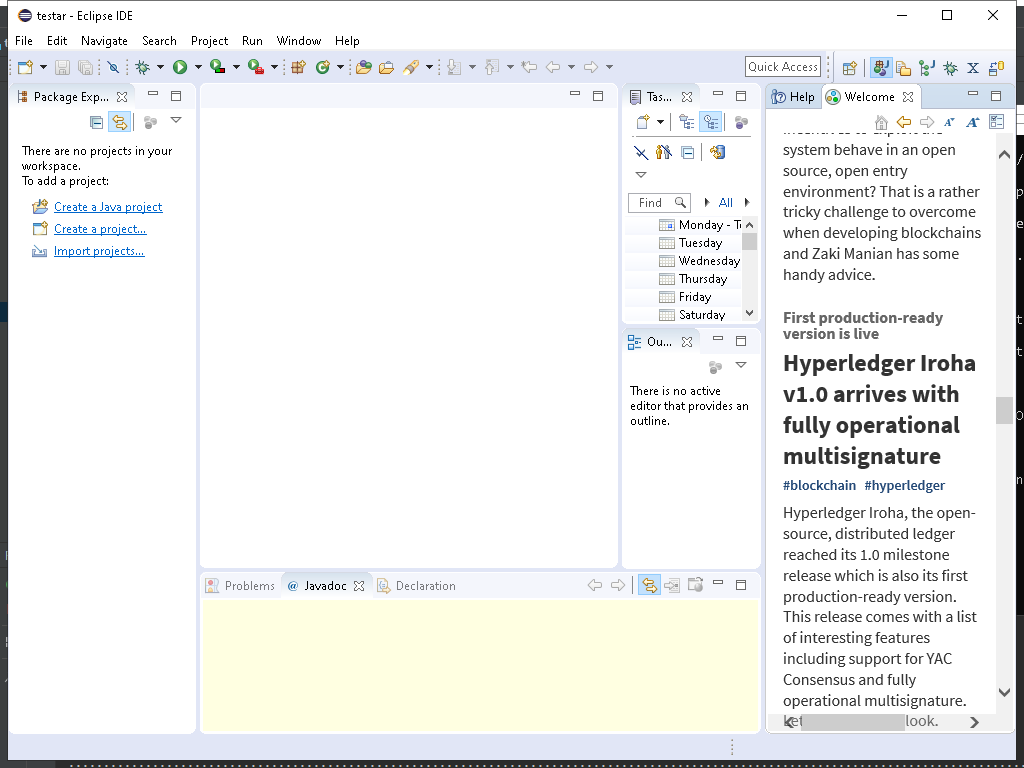 testar - Eclipse IDE
File Edit Navigate Search Project Run Window Help
Quick Access
Package Exp...
There are no projects in your
workspace.
To add a project:
Create a Java project
Create a project...
Import projects...
Tas...
Find All
Monday - T
Tuesday
Wednesday
Thursday
Friday
Saturday
Ou...
There is no active
editor that provides an
outline.
Problems @ Javadoc Declaration
Help Welcome
system behave in an open
source, open entry
environment? That is a rather
tricky challenge to overcome
when developing blockchains
and Zaki Manian has some
handy advice.
First production-ready
version is live
Hyperledger Iroha
v1.0 arrives with
fully operational
multisignature
#blockchain #hyperledger
Hyperledger Iroha, the open-
source, distributed ledger
reached its 1.0 milestone
release which is also its first
production-ready version.
This release comes with a list
of interesting features
including support for YAC
Consensus and fully
operational multisignature.
look.